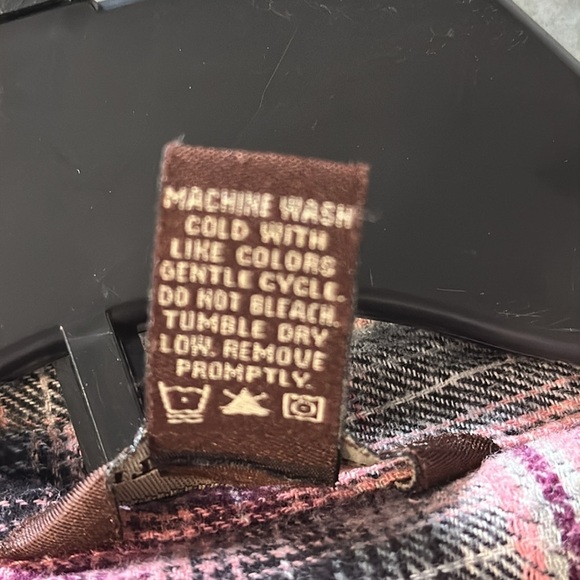 MACHINE WASH
COLD WITH
LIKE COLORS
GENTLE CYCLE.
DO NOT BLEACH.
TUMBLE DRY
LOW. REMOVE
PROMPTLY.